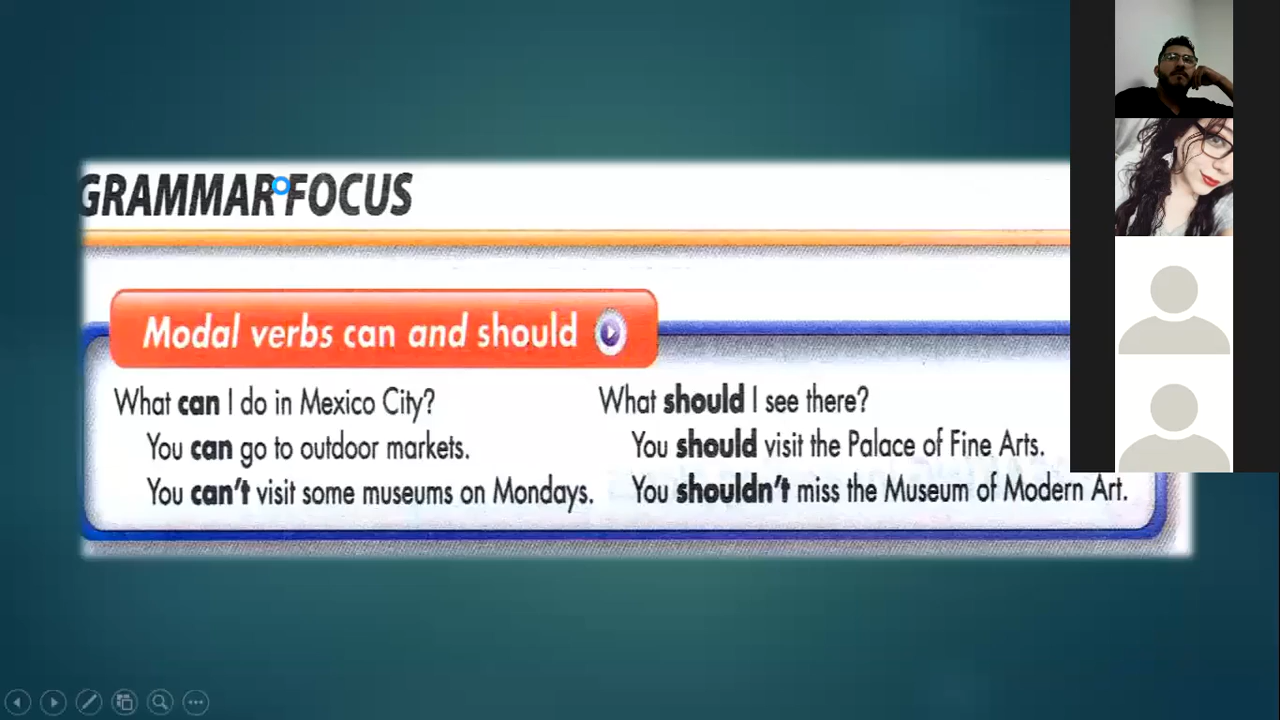 GRAMMAR FOCUS
Modal verbs can and should
What can I do in Mexico City?
You can go to outdoor markets.
You can't visit some museums on Mondays.
What should I see there?
You should visit the Palace of Fine Arts.
You shouldn't miss the Museum of Modern Art.